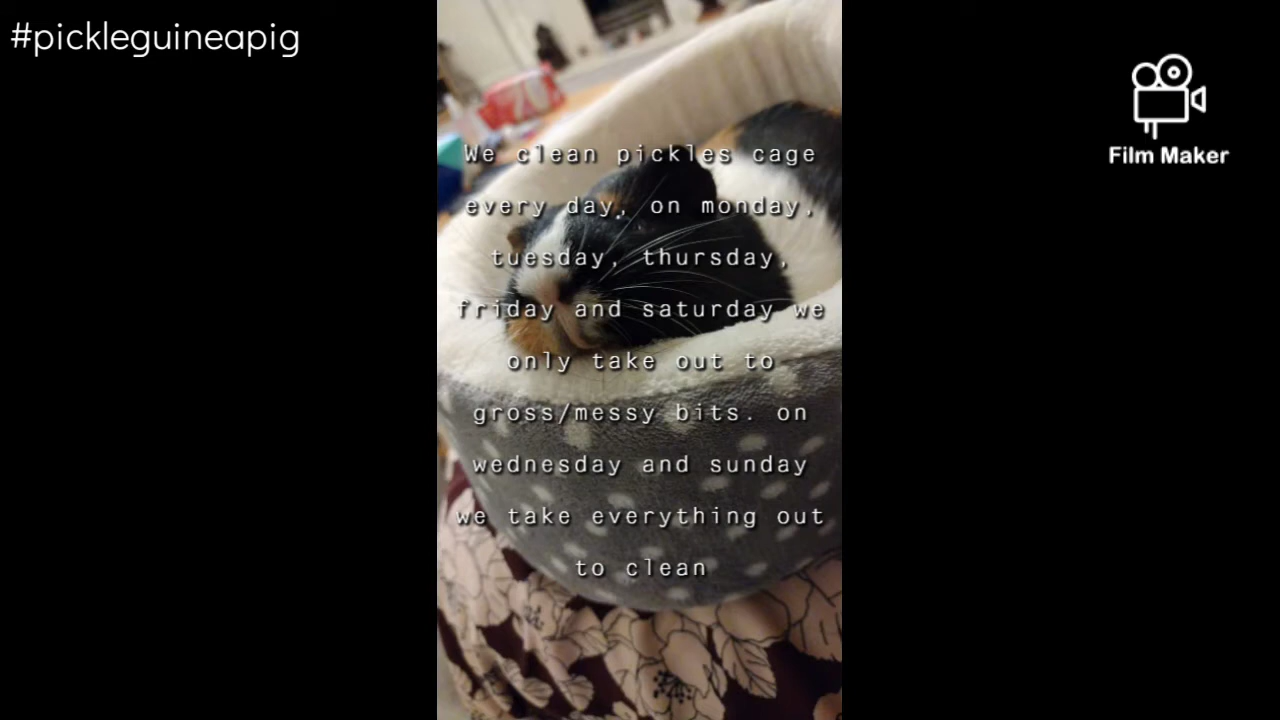 #pickleguineapig
Film Maker
We clean pickles cage
every day, on monday,
tuesday, thursday,
friday and saturday we
only take out to
gross/messy bits. on
wednesday and sunday
we take everything out
to clean